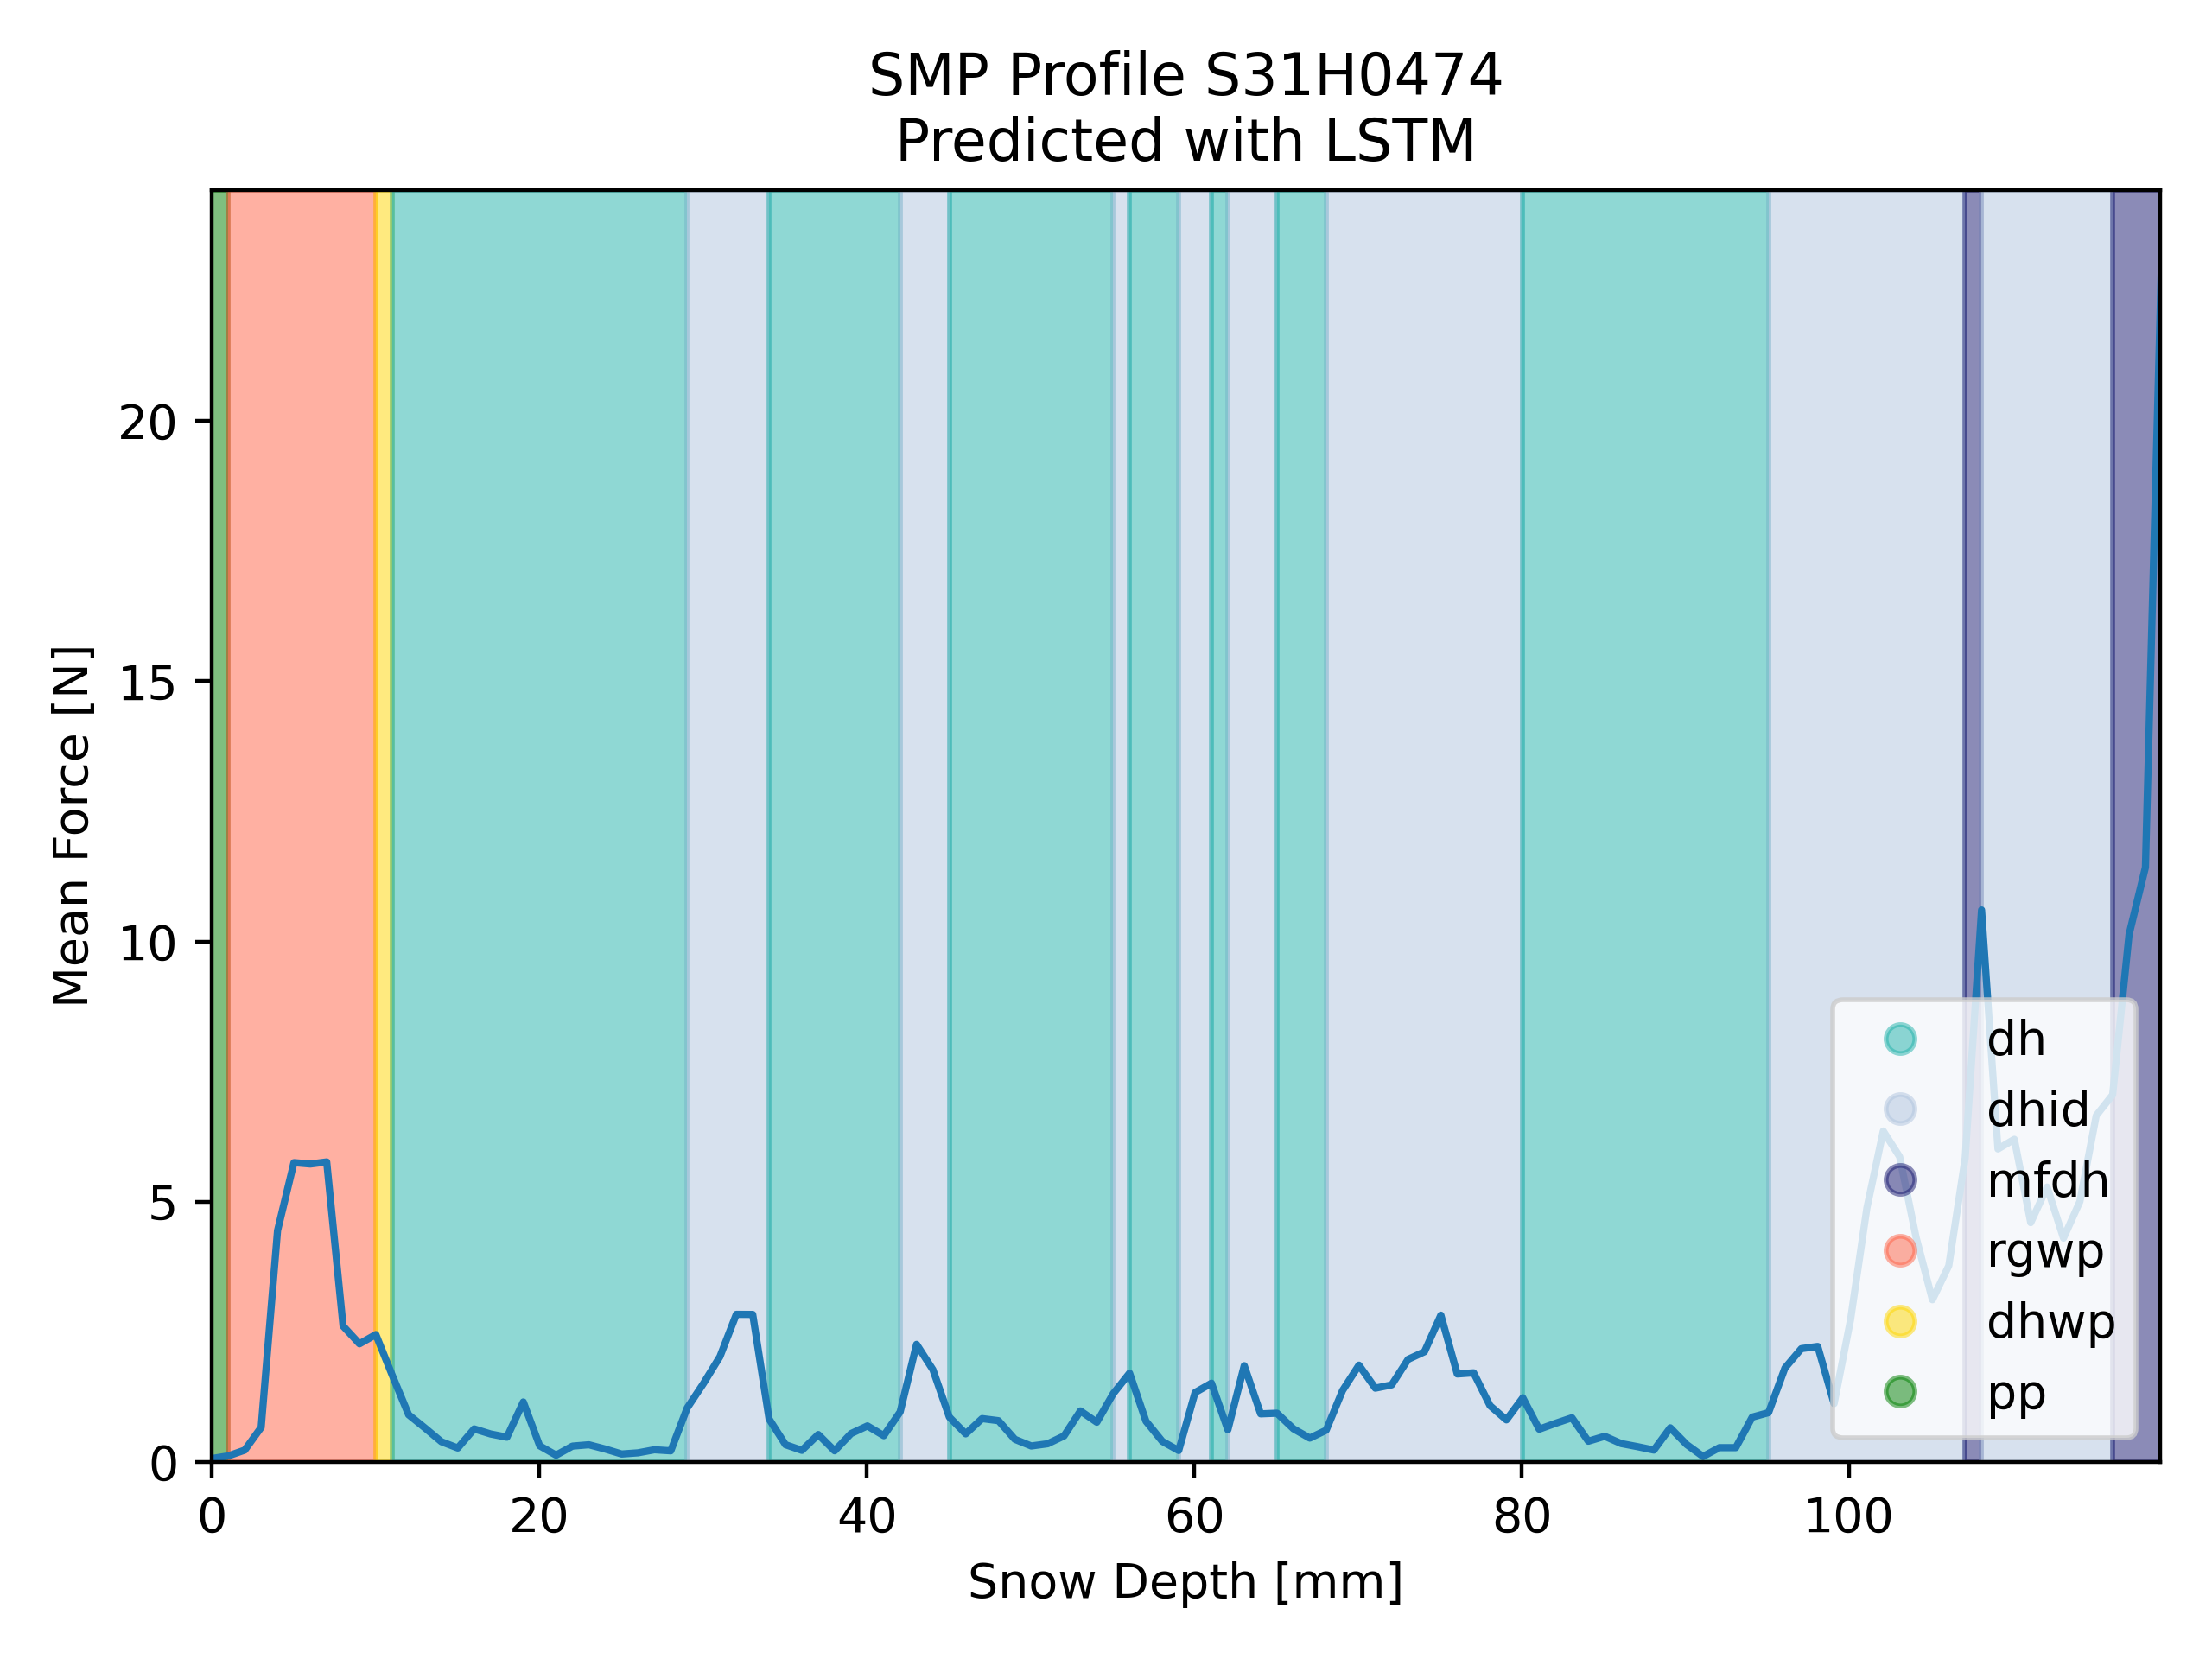 SMP Profile S31H0474
Predicted with LSTM
Mean Force [N]
20
15
10
5
0
0 20 40 60 80 100
Snow Depth [mm]
dh
dhid
mfdh
rgwp
dhwp
pp